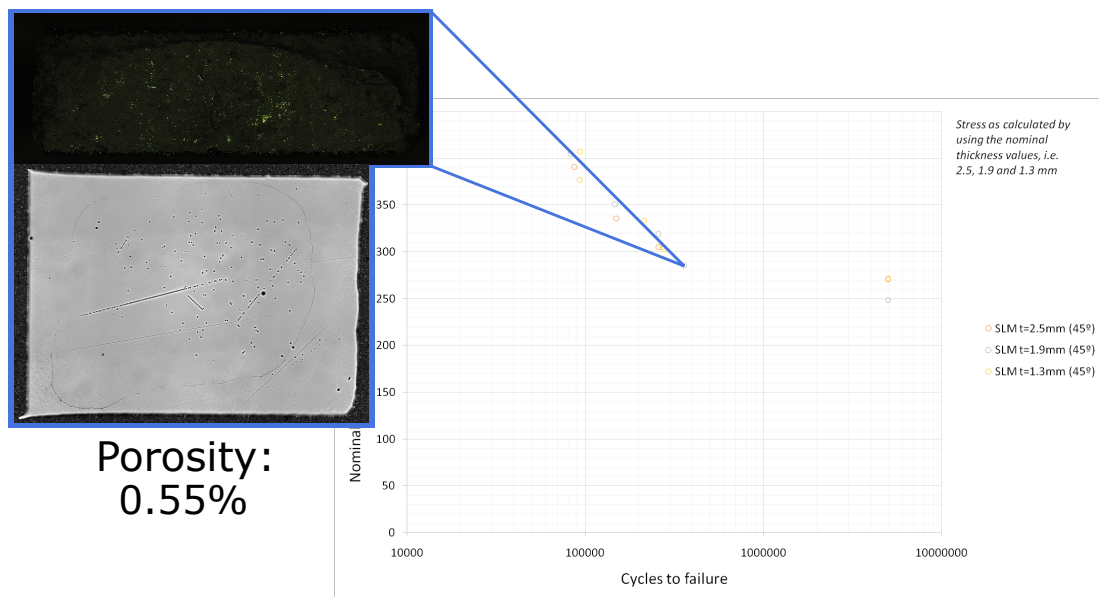 Porosity:
0.55%
Stress as calculated by
using the nominal
thickness values, i.e.
2.5, 1.9 and 1.3 mm
350
300
250
200
150
100
50
0
10000
100000
1000000
10000000
Nomina
Cycles to failure
SLM t=2.5mm (45º)
SLM t=1.9mm (45º)
SLM t=1.3mm (45º)